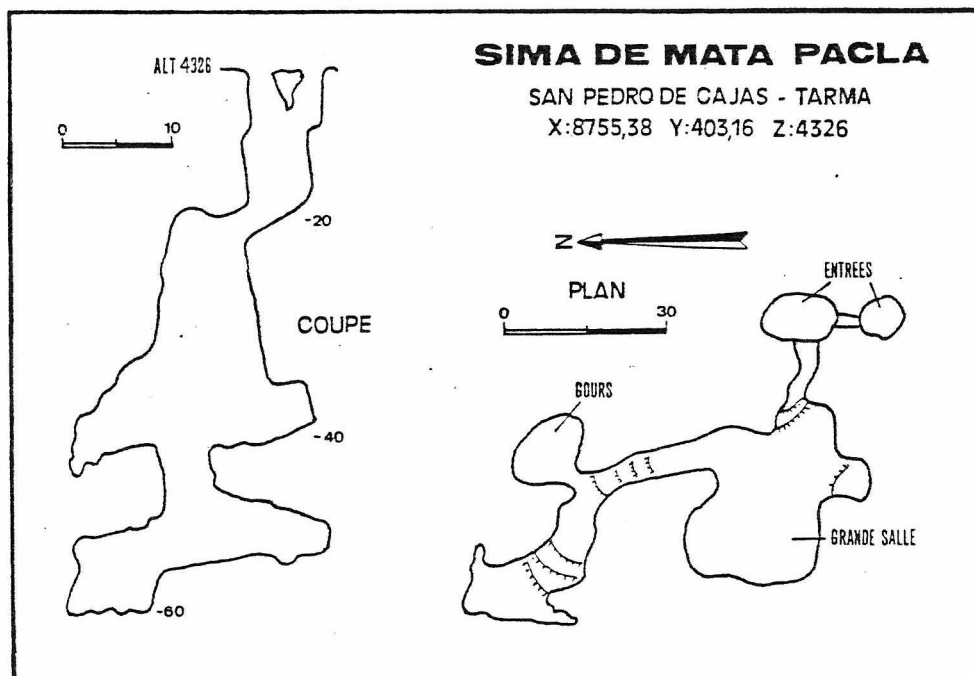 SIMA DE MATA PACLA
SAN PEDRO DE CAJAS - TARMA
X:8755,38 Y:403,16 Z:4326
ALT 4326
0 10
-20
COUPE
-40
-60
N
PLAN
0 30
ENTREES
GOURS
GRANDE SALLE